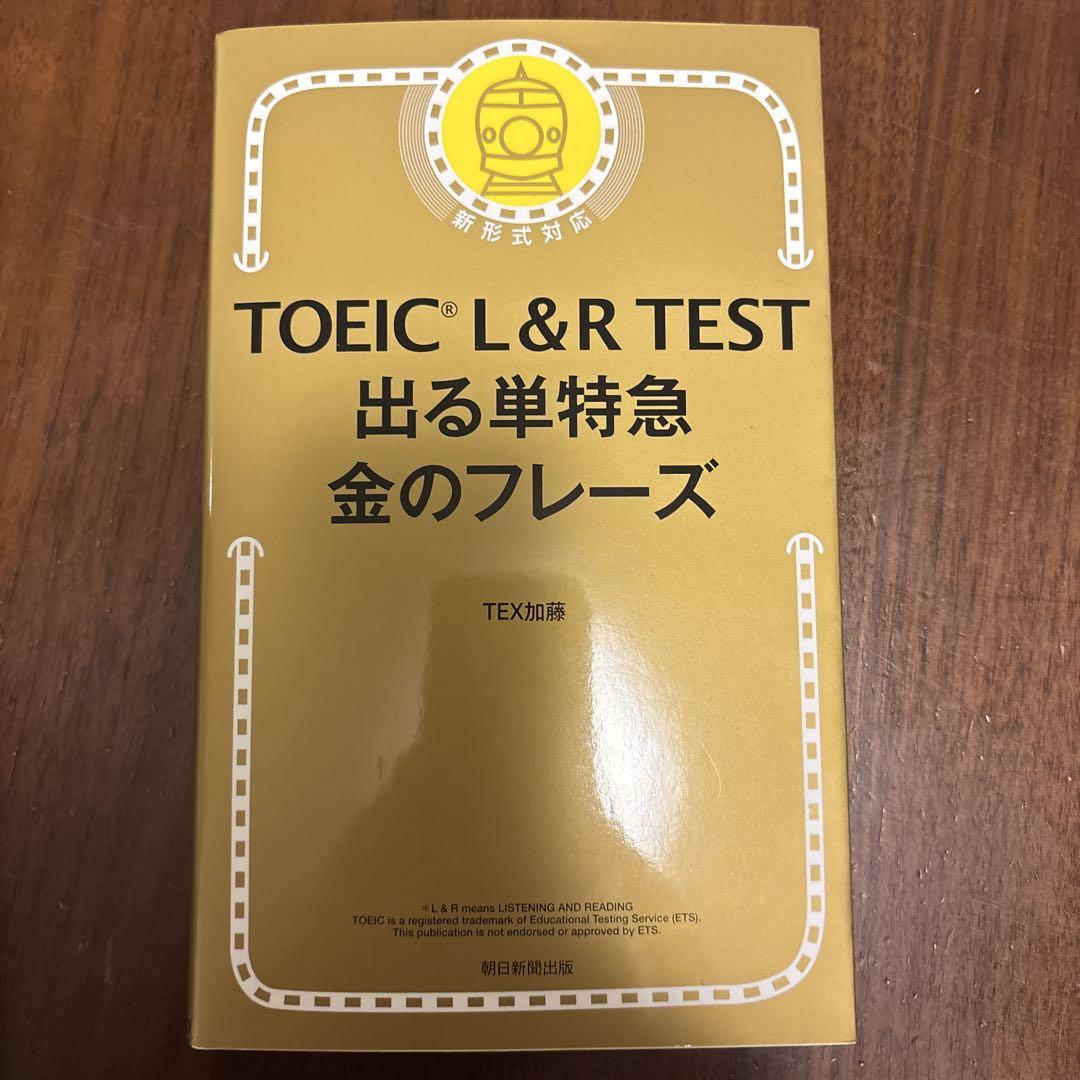 新形式対応
TOEIC® L&R TEST
出る単特急
金のフレーズ
TEX加藤
＊L & R means LISTENING AND READING
TOEIC is a registered trademark of Educational Testing Service (ETS).
This publication is not endorsed or approved by ETS.
朝日新聞出版